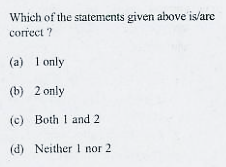 Which of the statements given above is/are
correct ?
(a) 1 only
(b) 2 only
(c) Both 1 and 2
(d) Neither 1 nor 2